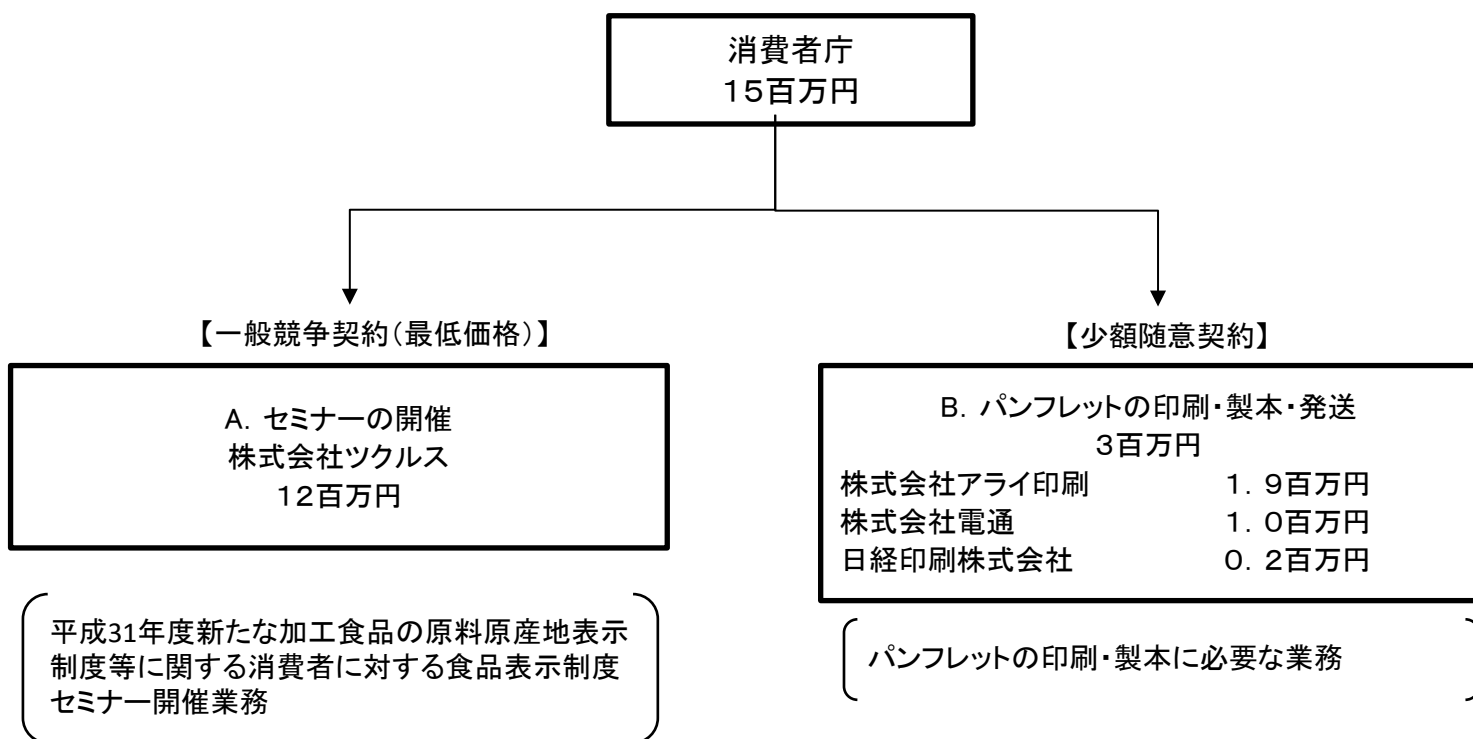 消費者庁
１５百万円
【一般競争契約（最低価格）】
A. セミナーの開催
株式会社ツクルス
１２百万円
平成31年度新たな加工食品の原料原産地表示
制度等に関する消費者に対する食品表示制度
セミナー開催業務
【少額随意契約】
B. パンフレットの印刷・製本・発送
３百万円
株式会社アライ印刷 １．９百万円
株式会社電通 １．０百万円
日経印刷株式会社 ０．２百万円
パンフレットの印刷・製本に必要な業務